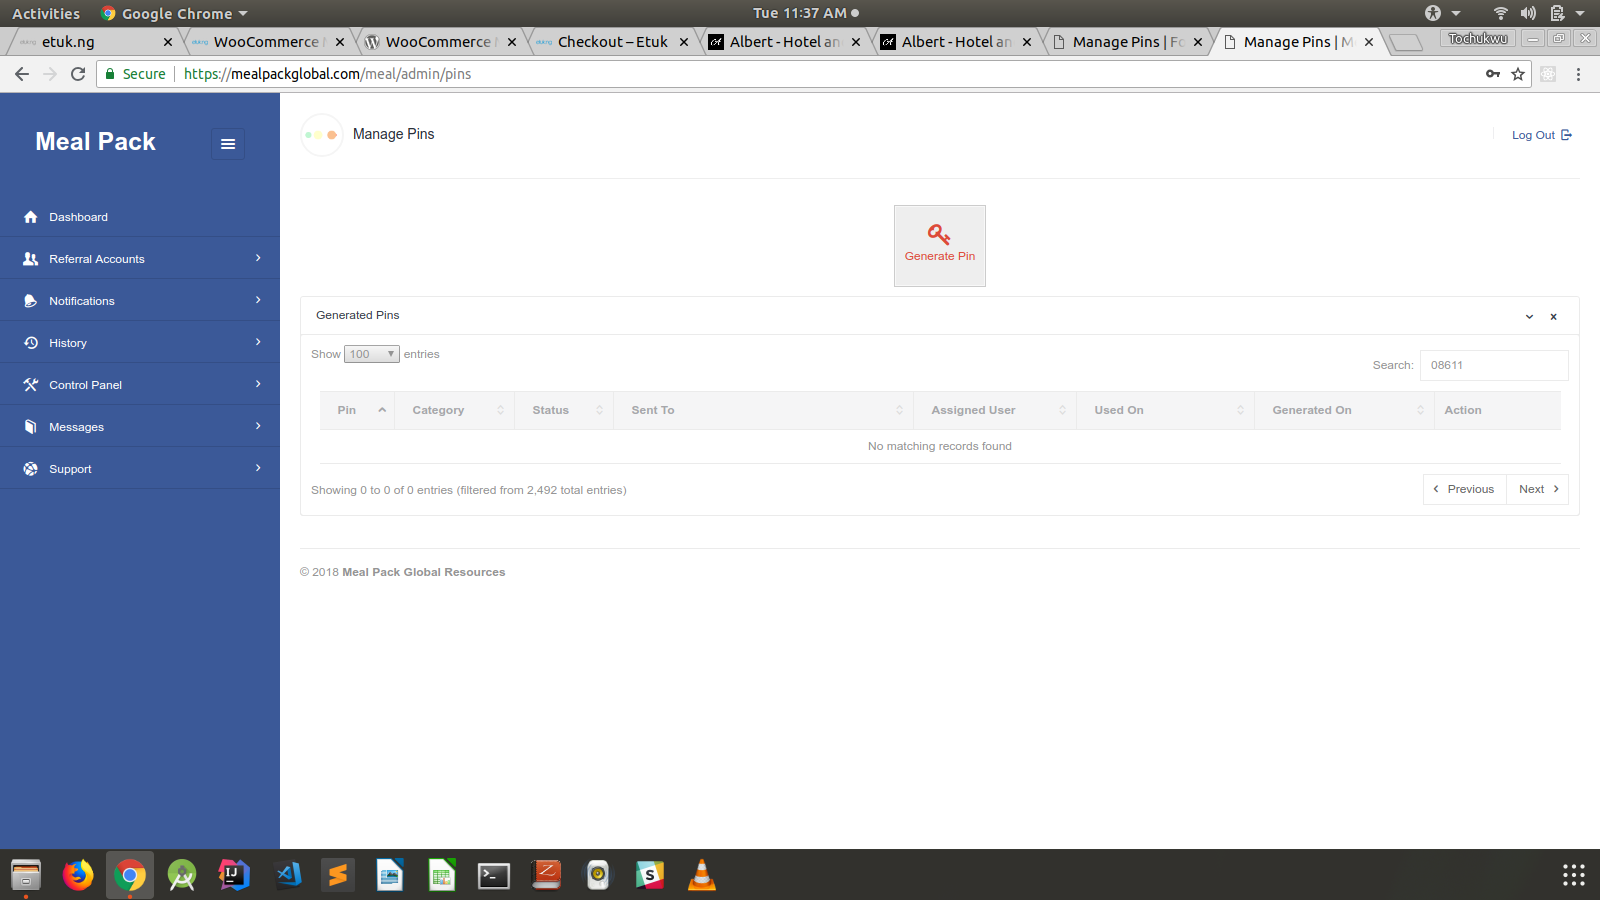 Activities Google Chrome Tue 11:37 AM
etuk.ng WooCommerce WooCommerce Checkout – Etuk Albert - Hotel an Albert - Hotel an Manage Pins | Fo Manage Pins | M Tochukwu
Secure https://mealpackglobal.com/meal/admin/pins
Meal Pack
Manage Pins
Log Out
Dashboard
Referral Accounts
Notifications
History
Control Panel
Messages
Support
Generate Pin
Generated Pins
Show 100 entries
Search: 08611
Pin Category Status Sent To Assigned User Used On Generated On Action
No matching records found
Showing 0 to 0 of 0 entries (filtered from 2,492 total entries)
Previous Next
© 2018 Meal Pack Global Resources